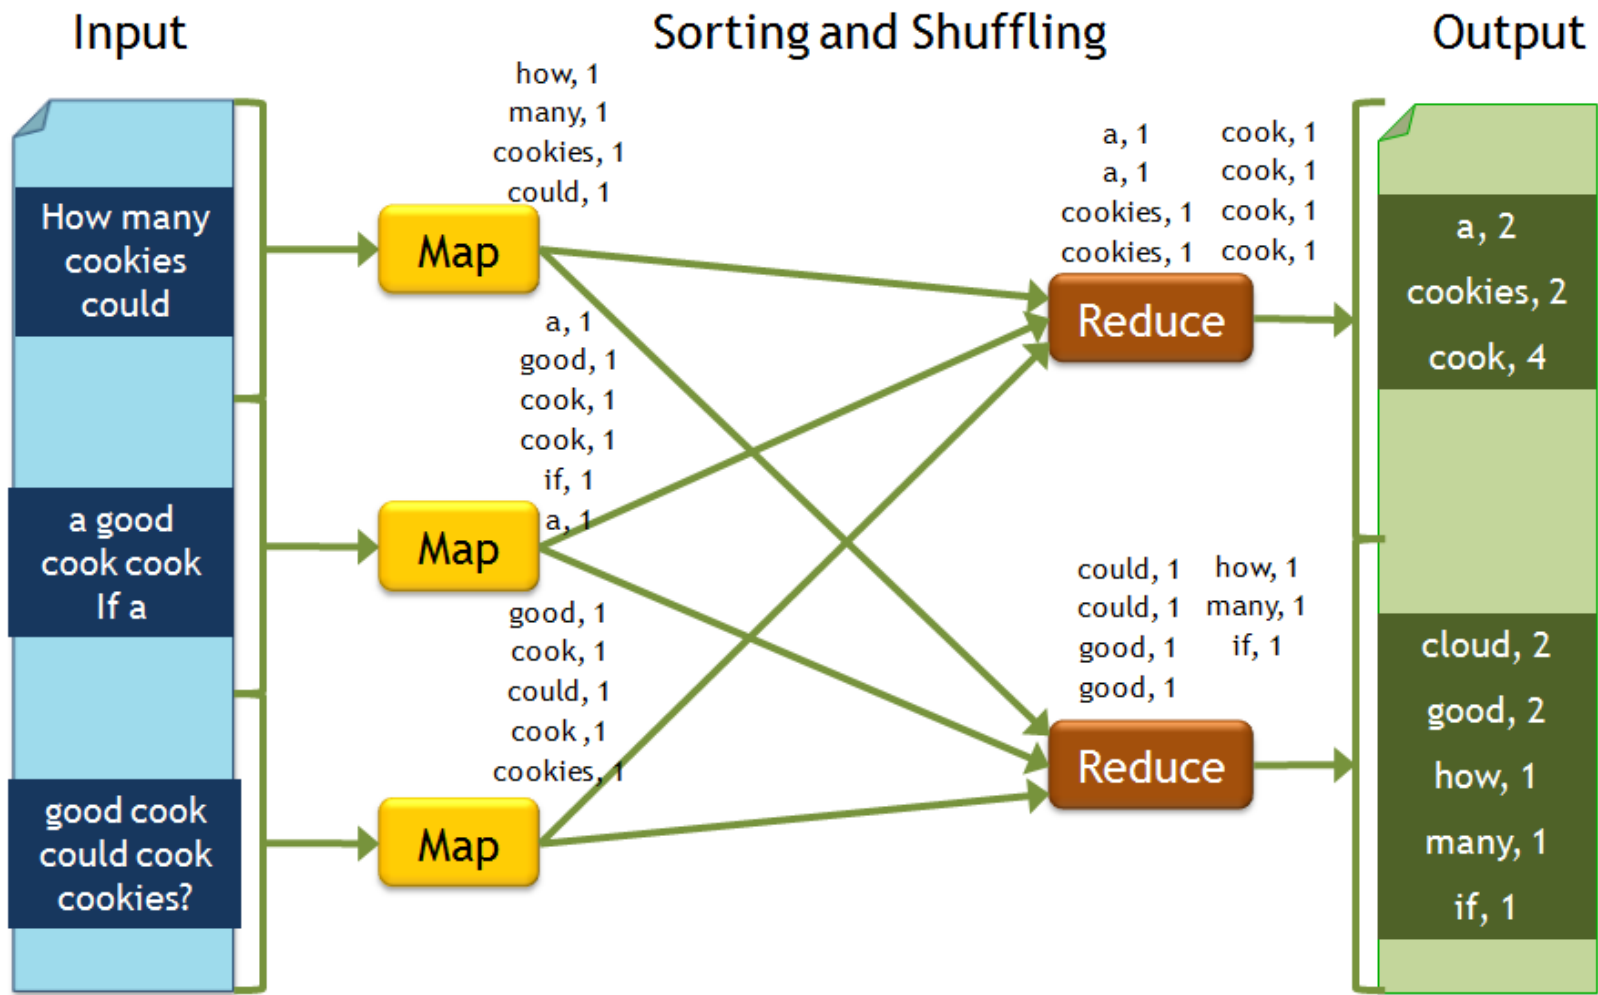 Input
Sorting and Shuffling
Output
How many
cookies
could
a good
cook cook
If a
good cook
could cook
cookies?
how, 1
many, 1
cookies, 1
could, 1
Map
a, 1
good, 1
cook, 1
cook, 1
if, 1
a, 1
Map
good, 1
cook, 1
could, 1
cook ,1
cookies, 1
Map
a, 1
a, 1
cookies, 1
cookies, 1
cook, 1
cook, 1
cook, 1
cook, 1
Reduce
could, 1
could, 1
good, 1
good, 1
how, 1
many, 1
if, 1
Reduce
a, 2
cookies, 2
cook, 4
cloud, 2
good, 2
how, 1
many, 1
if, 1